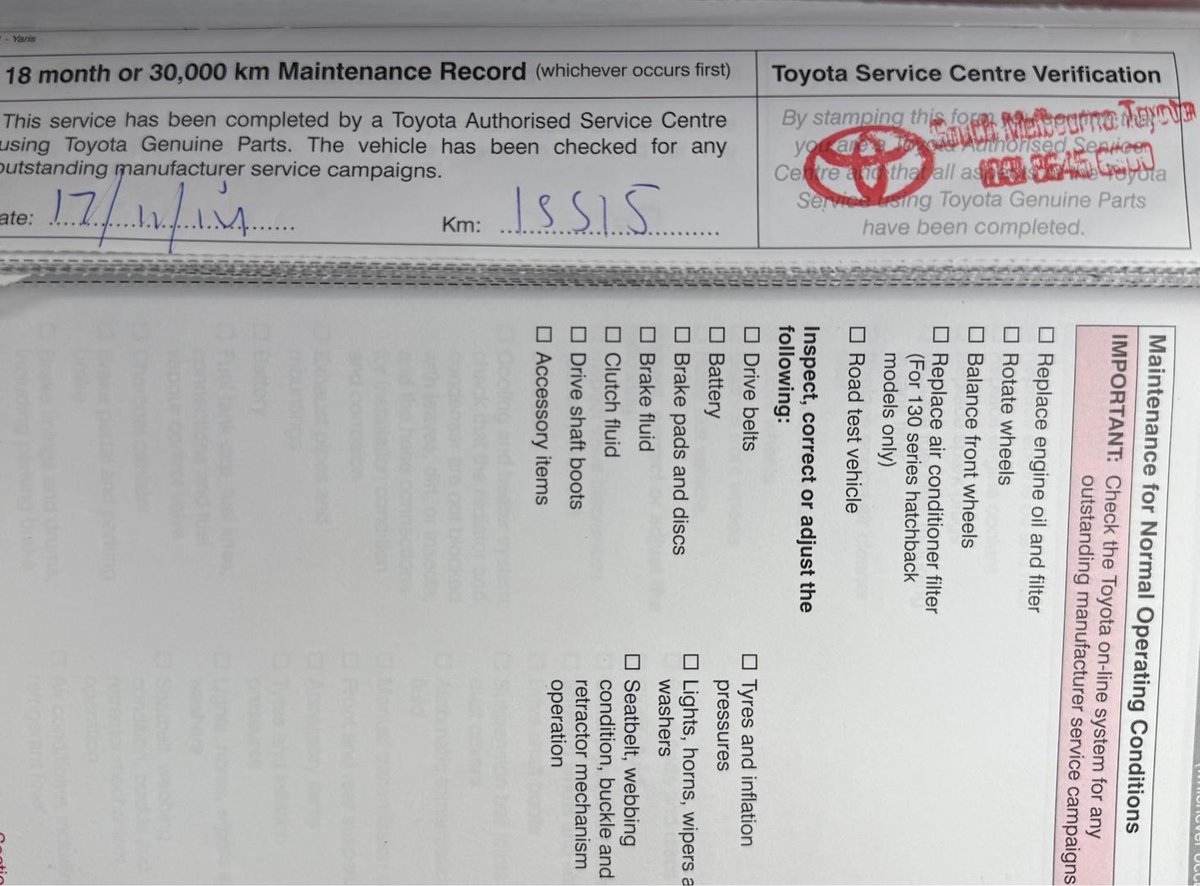 - Yaris
18 month or 30,000 km Maintenance Record (whichever occurs first)
This service has been completed by a Toyota Authorised Service Centre
using Toyota Genuine Parts. The vehicle has been checked for any
outstanding manufacturer service campaigns.
ate: 17/11/
Km: 15515
Toyota Service Centre Verification
By stamping this form
you are a Toyota Authorised Service
Centre and that all aspects of the Toyota
Service using Toyota Genuine Parts
have been completed.
South Melbourne Toyota
(03) 8645
Maintenance for Normal Operating Conditions
IMPORTANT: Check the Toyota on-line system for any
outstanding manufacturer service campaigns
Replace engine oil and filter
Rotate wheels
Balance front wheels
Replace air conditioner filter
(For 130 series hatchback
models only)
Road test vehicle
Inspect, correct or adjust the
following:
Drive belts
Battery
Brake pads and discs
Brake fluid
Clutch fluid
Drive shaft boots
Accessory items
Tyres and inflation
pressures
Lights, horns, wipers a
washers
Seatbelt, webbing
condition, buckle and
retractor mechanism
operation